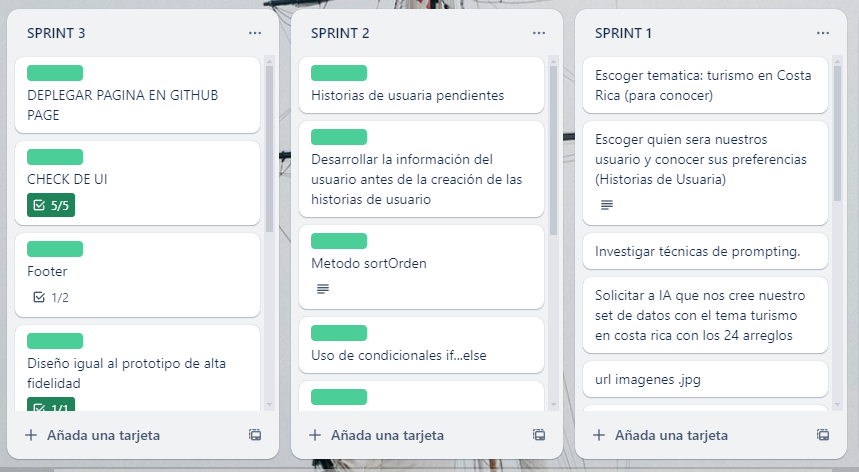 SPRINT 3
DEPLEGAR PAGINA EN GITHUB
PAGE
CHECK DE UI
5/5
Footer
1/2
Diseño igual al prototipo de alta
fidelidad
1/1
Añada una tarjeta
SPRINT 2
Historias de usuaria pendientes
Desarrollar la información del
usuario antes de la creación de las
historias de usuario
Metodo sortOrden
Uso de condicionales if...else
Añada una tarjeta
SPRINT 1
Escoger tematica: turismo en Costa
Rica (para conocer)
Escoger quien sera nuestros
usuario y conocer sus preferencias
(Historias de Usuaria)
Investigar técnicas de prompting.
Solicitar a IA que nos cree nuestro
set de datos con el tema turismo
en costa rica con los 24 arreglos
url imagenes .jpg
Añada una tarjeta